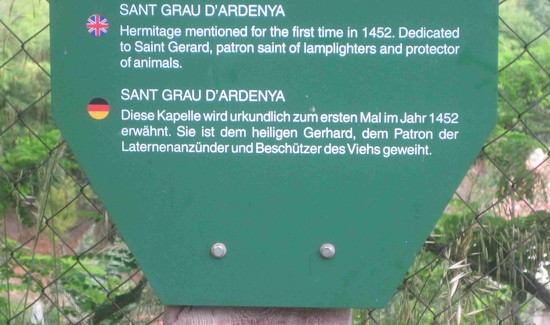 SANT GRAU D'ARDENYA
Hermitage mentioned for the first time in 1452. Dedicated
to Saint Gerard, patron saint of lamplighters and protector
of animals.
SANT GRAU D'ARDENYA
Diese Kapelle wird urkundlich zum ersten Mal im Jahr 1452
erwähnt. Sie ist dem heiligen Gerhard, dem Patron der
Laternenanzünder und Beschützer des Viehs geweiht.